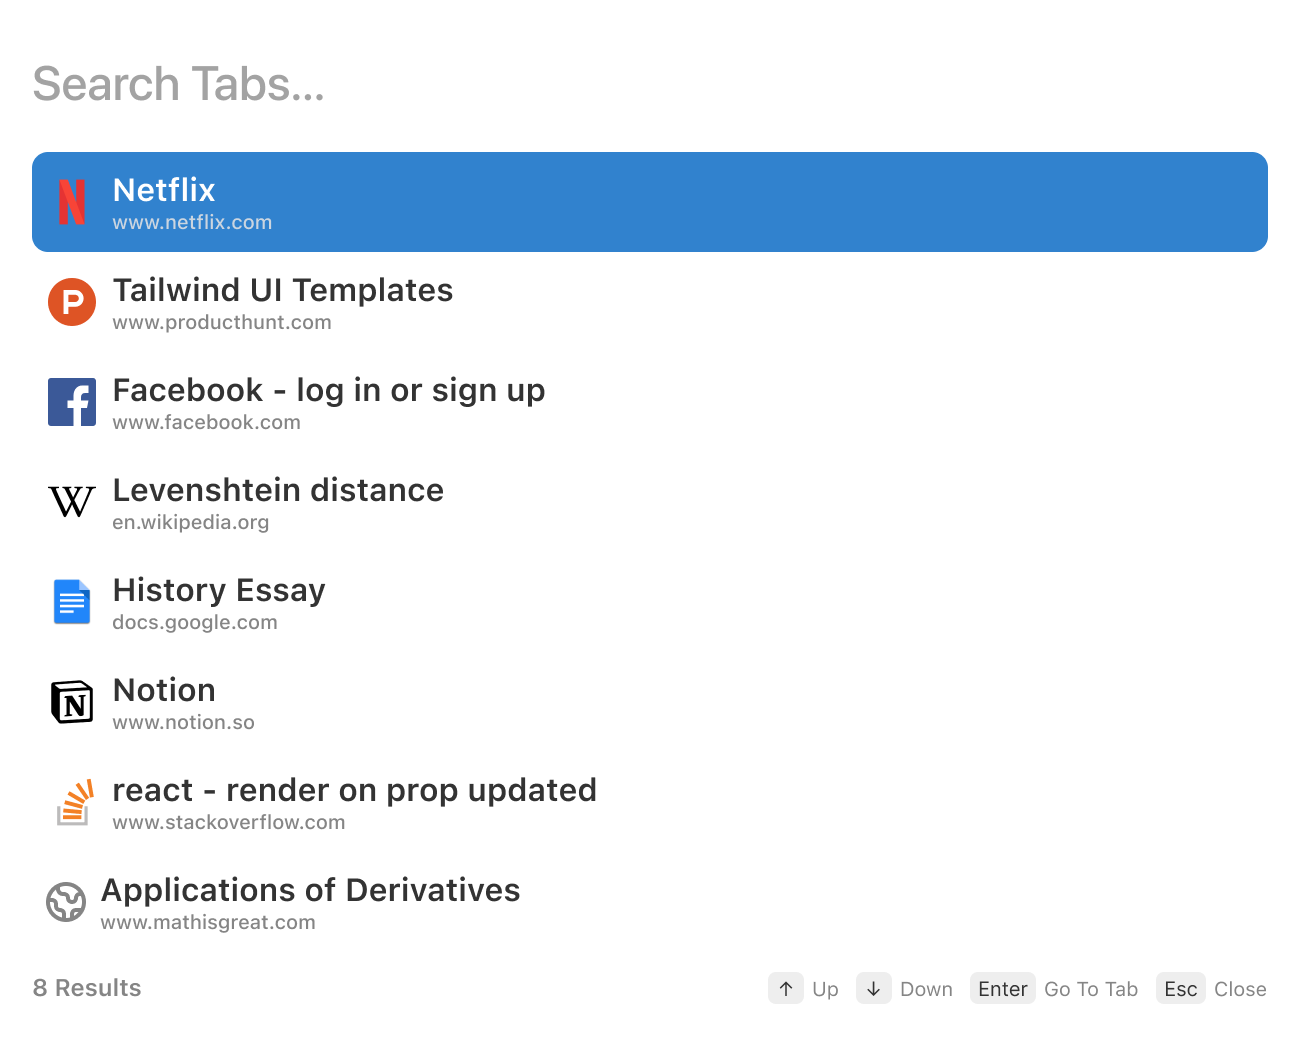 Search Tabs...
Netflix
www.netflix.com
P
Tailwind UI Templates
www.producthunt.com
f
Facebook - log in or sign up
www.facebook.com
W
Levenshtein distance
en.wikipedia.org
History Essay
docs.google.com
N
Notion
www.notion.so
react - render on prop updated
www.stackoverflow.com
Applications of Derivatives
www.mathisgreat.com
8 Results
↑ Up ↓ Down Enter Go To Tab Esc Close